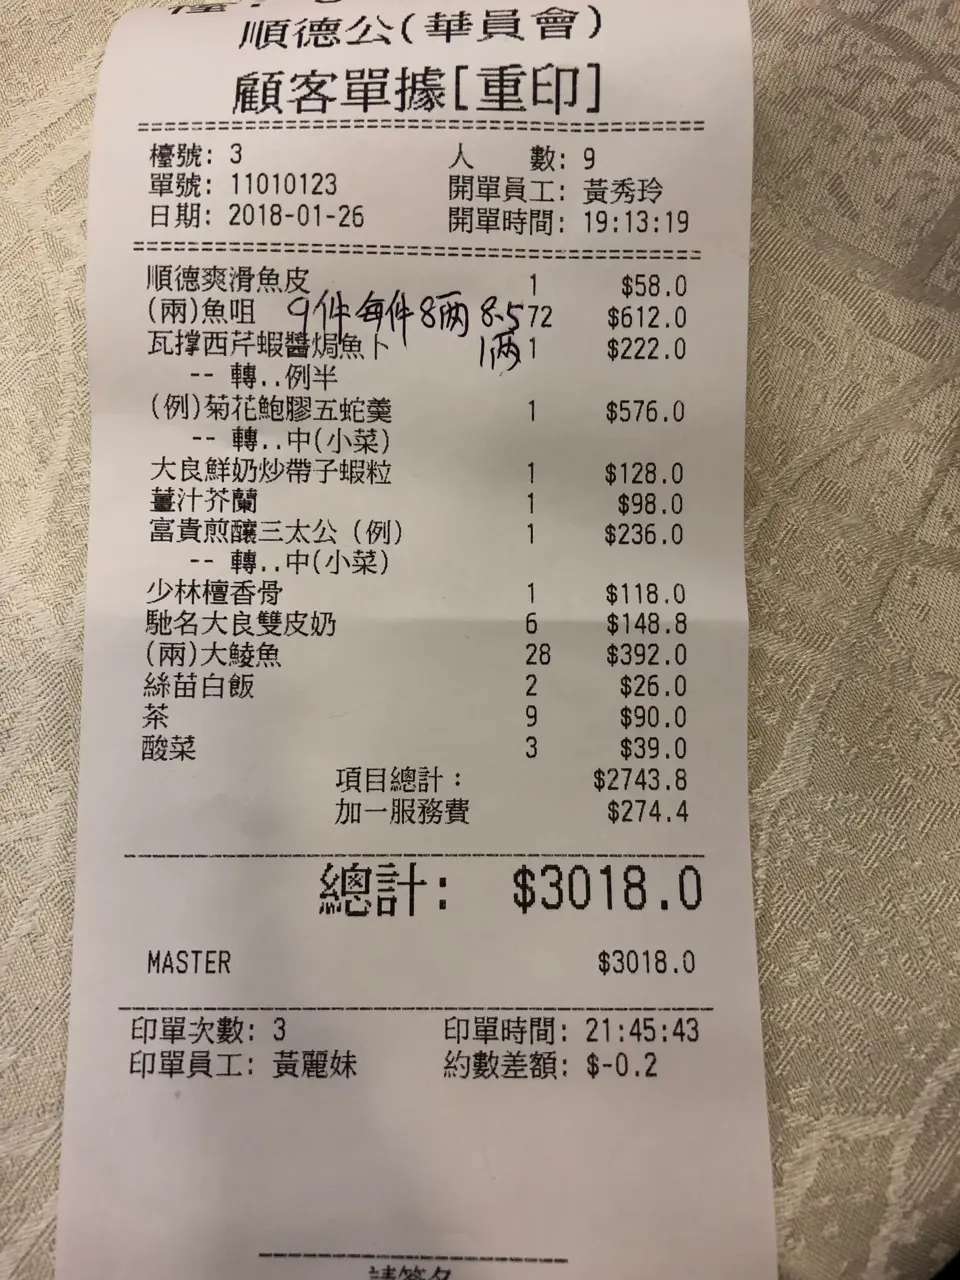 順德公(華員會)
顧客單據[重印]
檯號: 3 人 數: 9
單號: 11010123 開單員工: 黃秀玲
日期: 2018-01-26 開單時間: 19:13:19
順德爽滑魚皮 1 $58.0
(兩)魚咀 9件每件8兩 8.5 72 $612.0
1兩
瓦撑西芹蝦醬焗魚卜 1 $222.0
-- 轉..例半
(例)菊花鮑膠五蛇羹 1 $576.0
-- 轉..中(小菜)
大良鮮奶炒帶子蝦粒 1 $128.0
薑汁芥蘭 1 $98.0
富貴煎釀三太公 (例) 1 $236.0
-- 轉..中(小菜)
少林檀香骨 1 $118.0
馳名大良雙皮奶 6 $148.8
(兩)大鯪魚 28 $392.0
絲苗白飯 2 $26.0
茶 9 $90.0
酸菜 3 $39.0
項目總計: $2743.8
加一服務費 $274.4
總計: $3018.0
MASTER $3018.0
印單次數: 3 印單時間: 21:45:43
印單員工: 黃麗妹 約數差額: $-0.2
請簽名